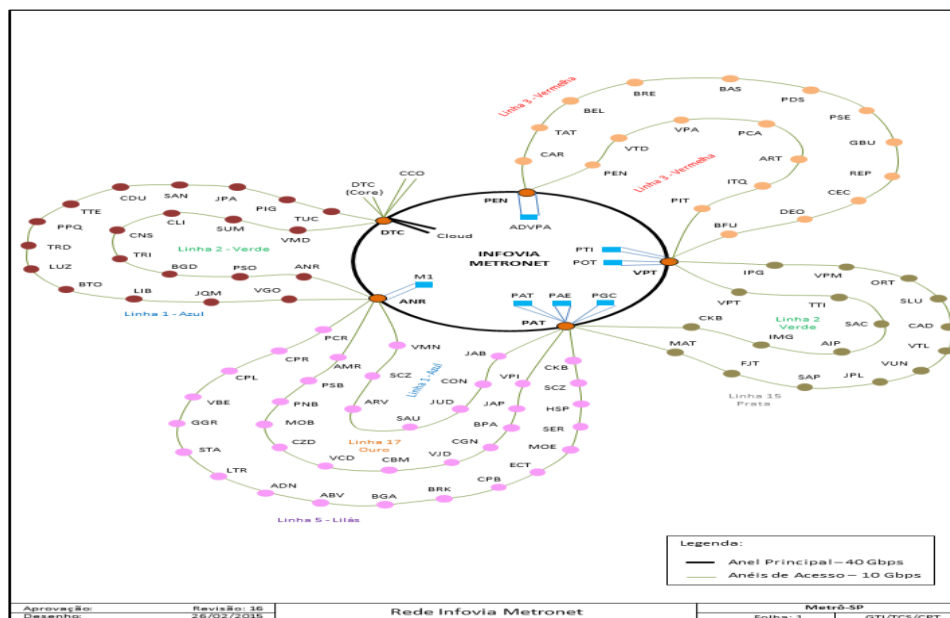 Linha 3 - Vermelha
BRE
BAS
PDS
BEL
PSE
TAT
VPA
PCA
GBU
VTD
CAR
PEN
ART
REP
Linha 3 - Vermelha
ITQ
CEC
PIT
DEO
BFU
CCO
DTC
(Core)
PEN
DTC
Cloud
ADVPA
INFOVIA
METRONET
PTI
POT
VPT
M1
ANR
PAT
PAE
PGC
PAT
CDU
SAN
JPA
PIG
TUC
TTE
PPQ
TRD
LUZ
BTO
LIB
JQM
VGO
CLI
SUM
VMD
CNS
Linha 2 - Verde
TRI
BGD
PSO
ANR
Linha 1 - Azul
IPG
VPM
ORT
SLU
CAD
VTL
VUN
JPL
SAP
FJT
MAT
VPT
TTI
SAC
AIP
IMG
CKB
Linha 2
Verde
Linha 15
Prata
PCR
CPR
CPL
VBE
GGR
STA
LTR
ADN
ABV
BGA
BRK
CPB
ECT
MOE
SER
HSP
SCZ
CKB
AMR
PSB
PNB
MOB
CZD
VCD
CBM
VJD
CGN
BPA
JAP
VPI
VMN
SCZ
ARV
SAU
JUD
CON
JAB
Linha 1 - Azul
Linha 17
Ouro
Linha 5 - Lilás
Legenda:
Anel Principal – 40 Gbps
Anéis de Acesso – 10 Gbps
Aprovação:
Revisão: 16
Desenho:
26/02/2015
Rede Infovia Metronet
Metrô-SP
Folha: 1
GTI/TCS/CPT